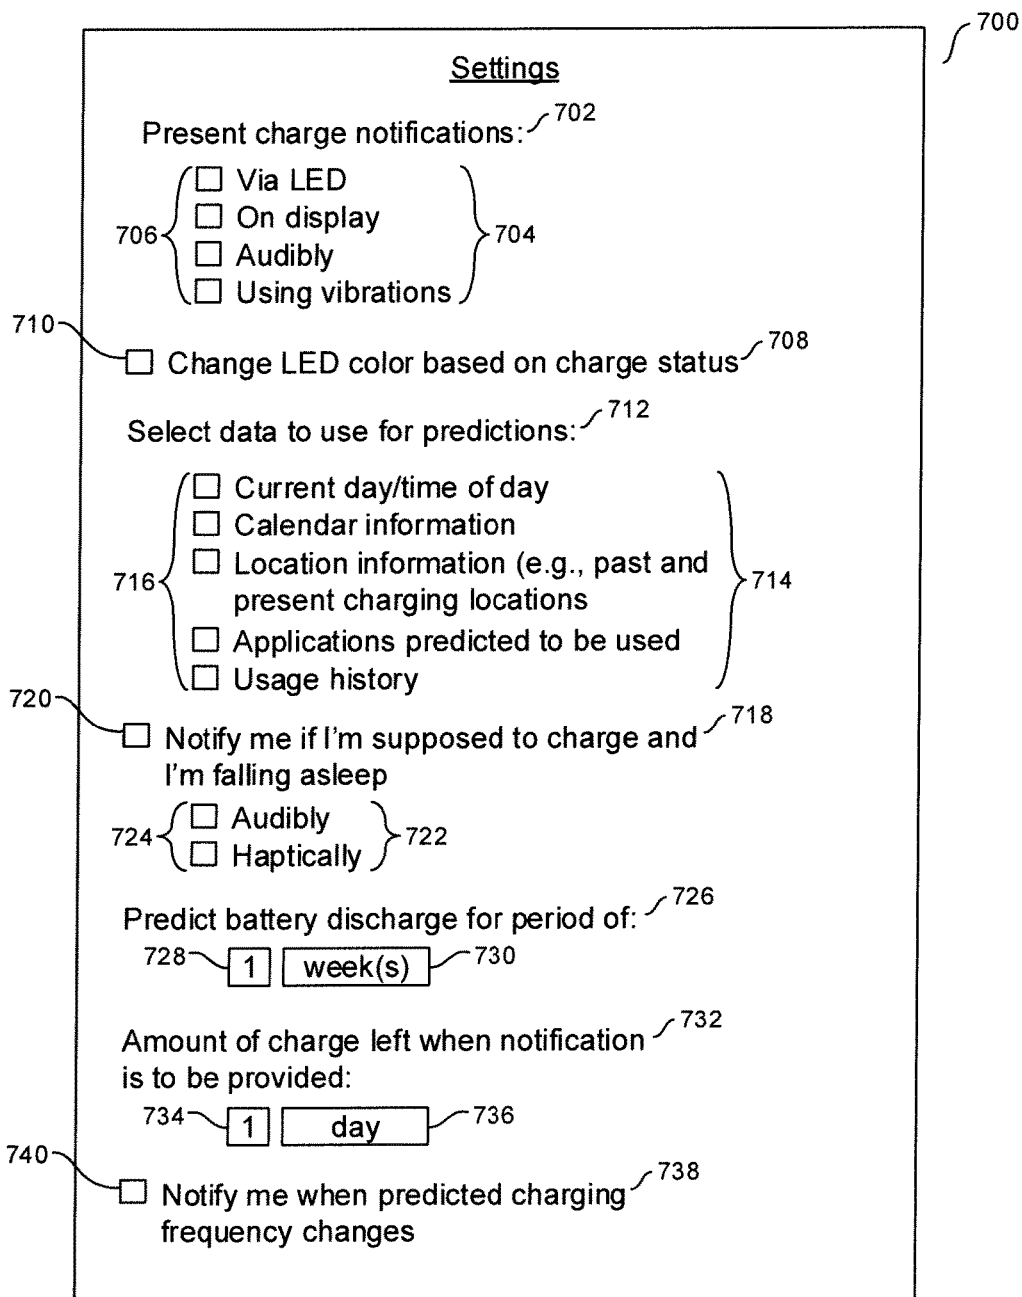 700
Settings
Present charge notifications: 702
Via LED
On display
706 704
Audibly
Using vibrations
710
Change LED color based on charge status 708
Select data to use for predictions: 712
Current day/time of day
Calendar information
Location information (e.g., past and
716 present charging locations 714
Applications predicted to be used
Usage history
720
Notify me if I'm supposed to charge and 718
I'm falling asleep
Audibly
724 722
Haptically
Predict battery discharge for period of: 726
728 1 week(s) 730
Amount of charge left when notification 732
is to be provided:
734 1 day 736
740
Notify me when predicted charging 738
frequency changes